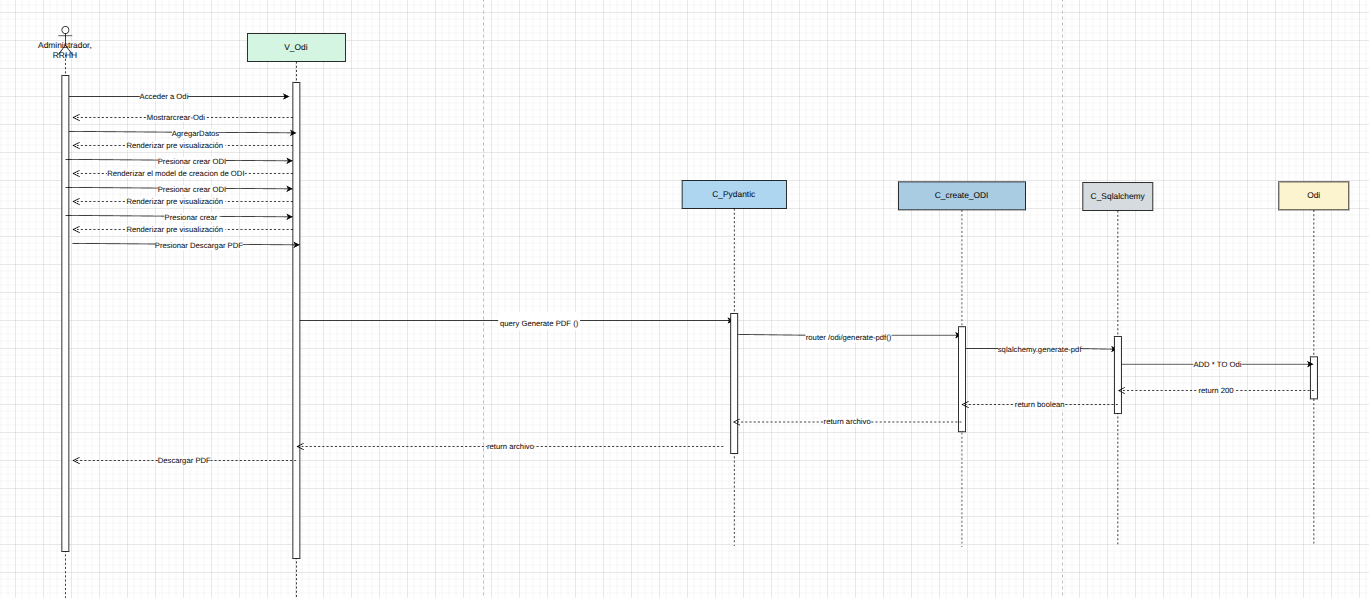 Administrador,
RRHH
V_Odi
Acceder a Odi
Mostrarcrear Odi
AgregarDatos
Renderizar pre visualización
Presionar crear ODI
Renderizar el model de creacion de ODI
Presionar crear ODI
Renderizar pre visualización
Presionar crear
Renderizar pre visualización
Presionar Descargar PDF
C_Pydantic
C_create_ODI
C_Sqlalchemy
Odi
query Generate PDF ()
router /odi/generate-pdf()
sqlalchemy.generate-pdf
ADD * TO Odi
return 200
return boolean
return archivo
return archivo
Descargar PDF